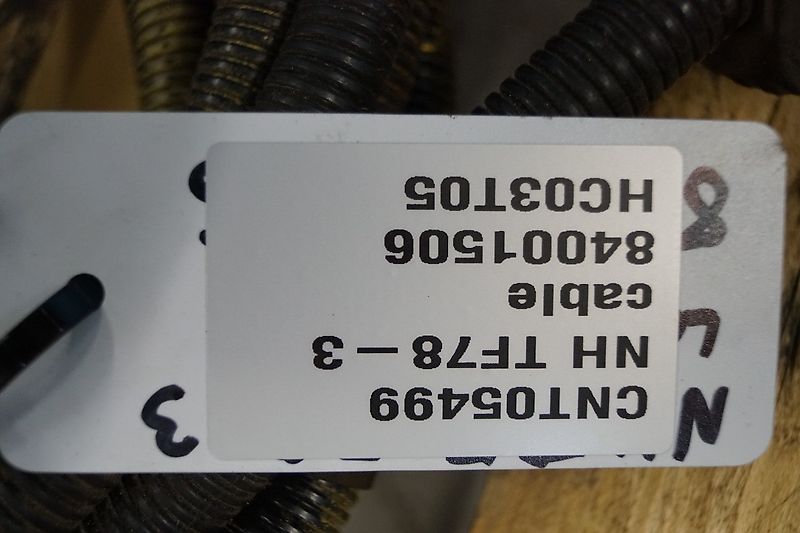 CNT05499
NH TF78-3
cable
84001506
HC03T05